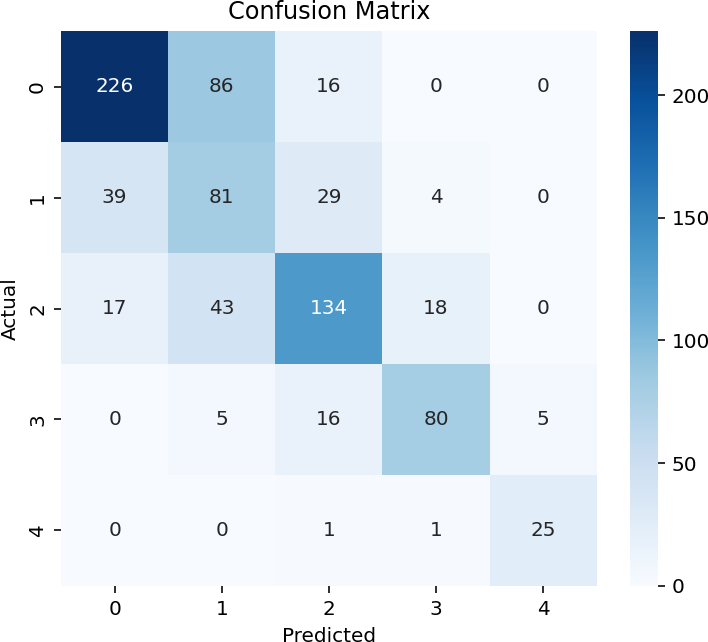 Confusion Matrix
0 226 86 16 0 0
1 39 81 29 4 0
2 17 43 134 18 0
3 0 5 16 80 5
4 0 0 1 1 25
0 1 2 3 4
Predicted
Actual
200
150
100
50
0